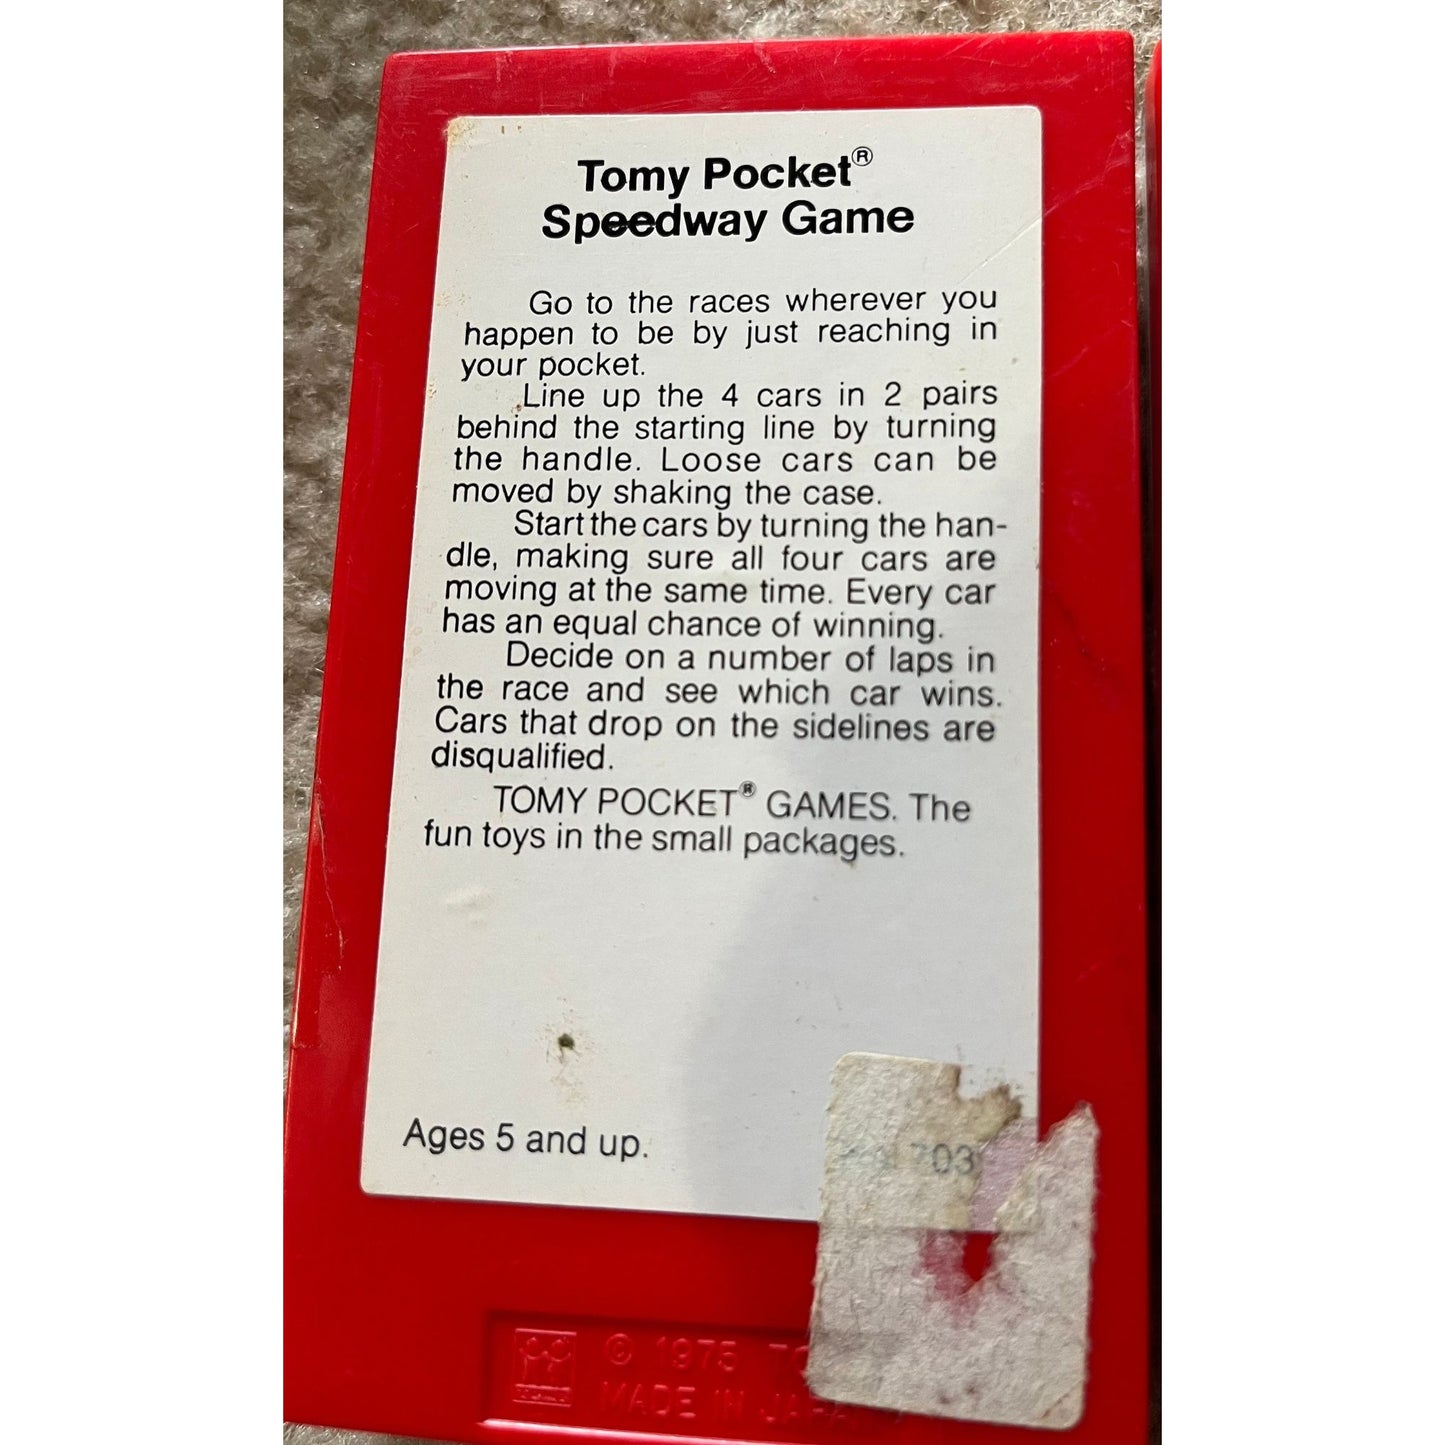 Tomy Pocket®
Speedway Game
Go to the races wherever you
happen to be by just reaching in
your pocket.
Line up the 4 cars in 2 pairs
behind the starting line by turning
the handle. Loose cars can be
moved by shaking the case.
Start the cars by turning the han-
dle, making sure all four cars are
moving at the same time. Every car
has an equal chance of winning.
Decide on a number of laps in
the race and see which car wins.
Cars that drop on the sidelines are
disqualified.
TOMY POCKET® GAMES. The
fun toys in the small packages.
Ages 5 and up.
703
© 1975
MADE IN